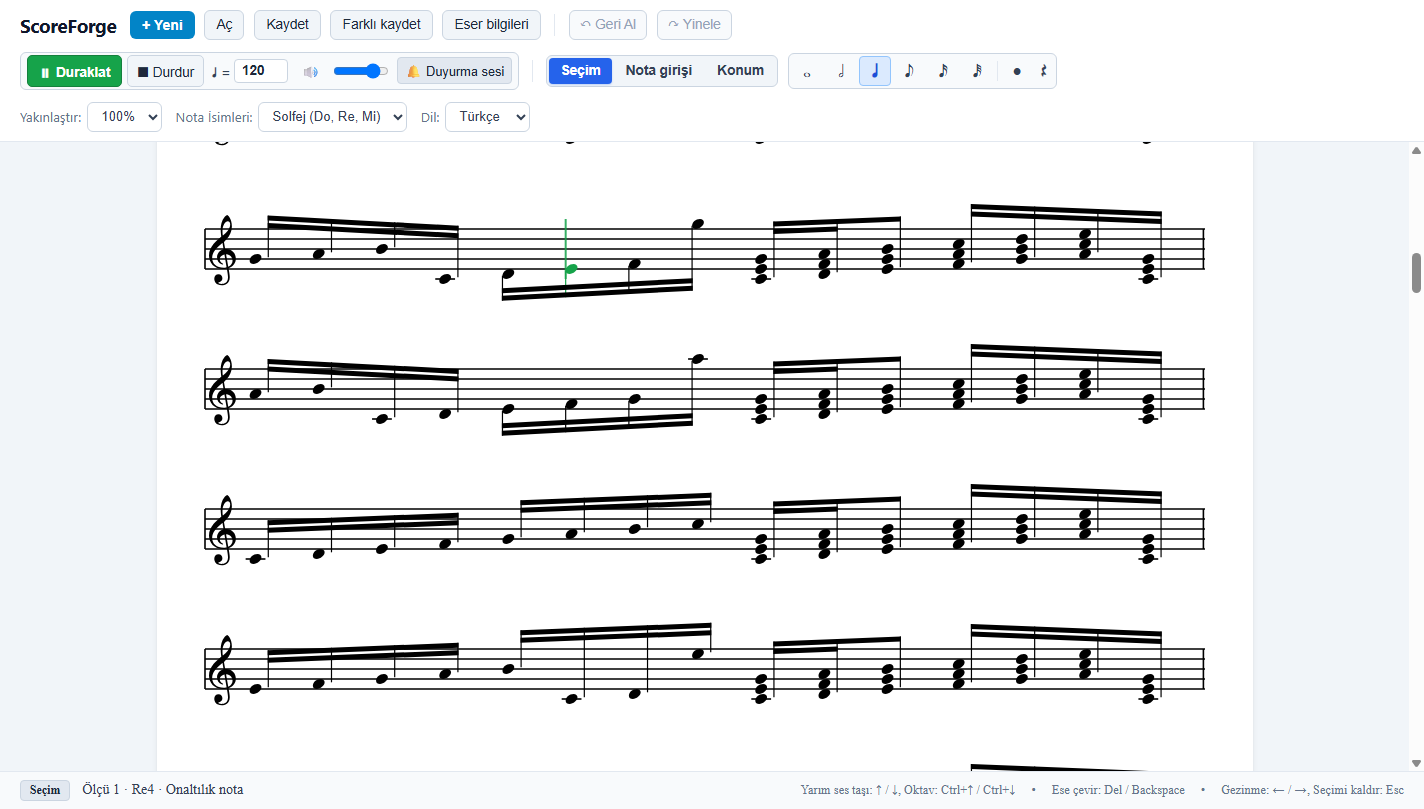 ScoreForge + Yeni Aç Kaydet Farklı kaydet Eser bilgileri ↶ Geri Al ↷ Yinele
⏸ Duraklat ■ Durdur ♩ = 120 🔊 🔔 Duyurma sesi Seçim Nota girişi Konum
Yakınlaştır: 100% Nota İsimleri: Solfej (Do, Re, Mi) Dil: Türkçe
Seçim Ölçü 1 · Re4 · Onaltılık nota Yarım ses taşı: ↑ / ↓, Oktav: Ctrl+↑ / Ctrl+↓ • Ese çevir: Del / Backspace • Gezinme: ← / →, Seçimi kaldır: Esc